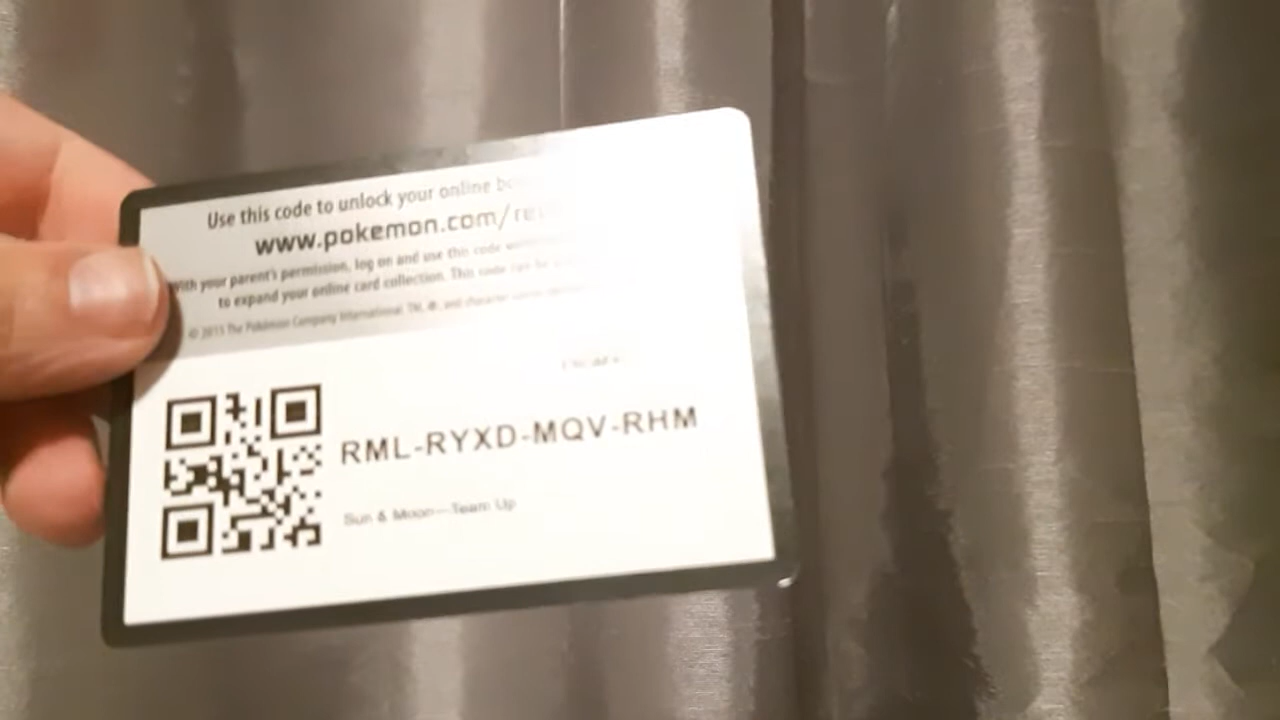 Use this code to unlock your online
www.pokemon.com/
with your parent's permission, log on and use this code
to expand your online card collection. This code can be
© 2015 The Pokémon Company International. TM, ®, and character
RML-RYXD-MQV-RHM
Sun & Moon—Team Up